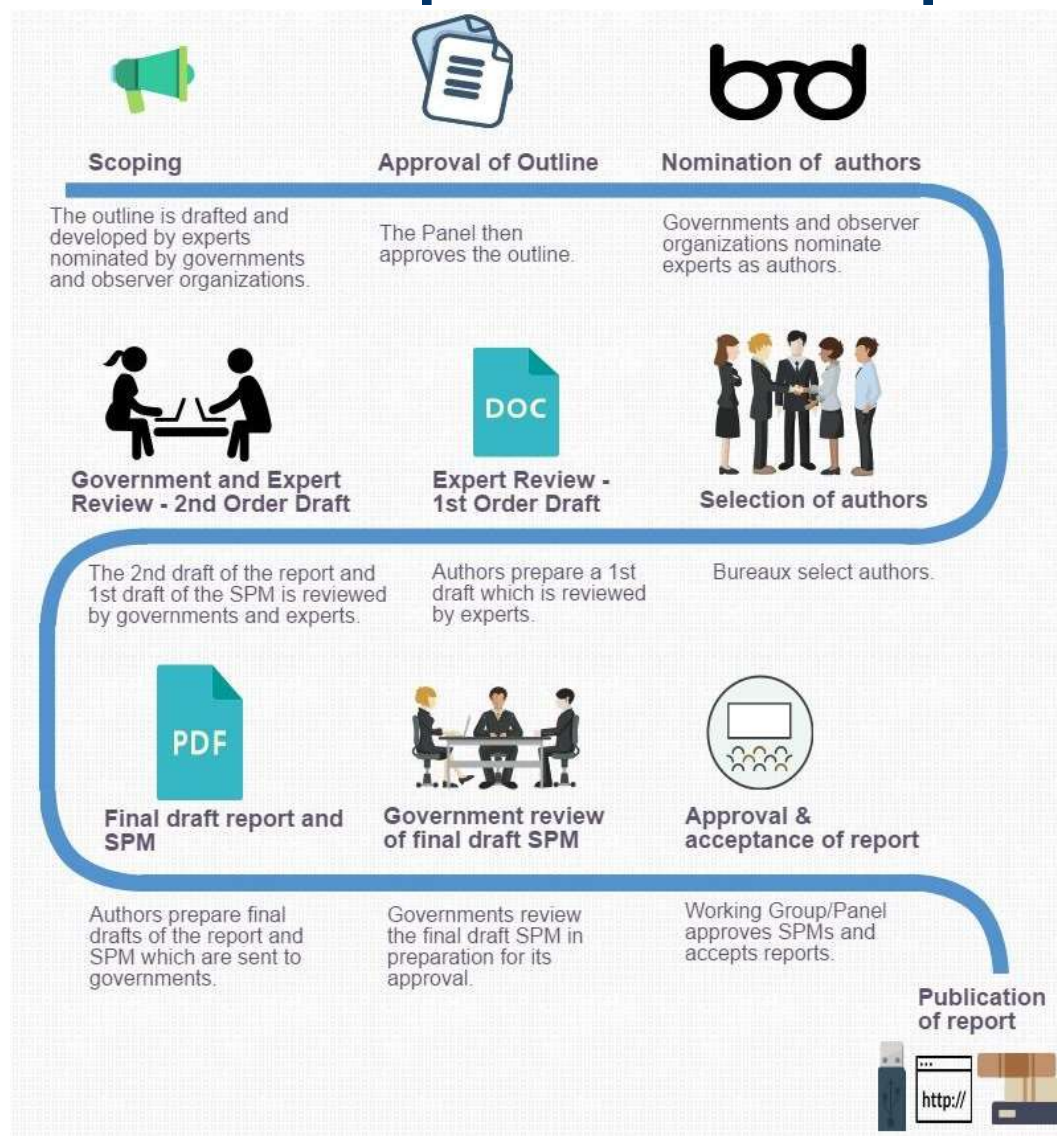 Scoping
The outline is drafted and
developed by experts
nominated by governments
and observer organizations.
Approval of Outline
The Panel then
approves the outline.
Nomination of authors
Governments and observer
organizations nominate
experts as authors.
Selection of authors
Bureaux select authors.
DOC
Expert Review -
1st Order Draft
Authors prepare a 1st
draft which is reviewed
by experts.
Government and Expert
Review - 2nd Order Draft
The 2nd draft of the report and
1st draft of the SPM is reviewed
by governments and experts.
PDF
Final draft report and
SPM
Authors prepare final
drafts of the report and
SPM which are sent to
governments.
Government review
of final draft SPM
Governments review
the final draft SPM in
preparation for its
approval.
Approval &
acceptance of report
Working Group/Panel
approves SPMs and
accepts reports.
Publication
of report
http://